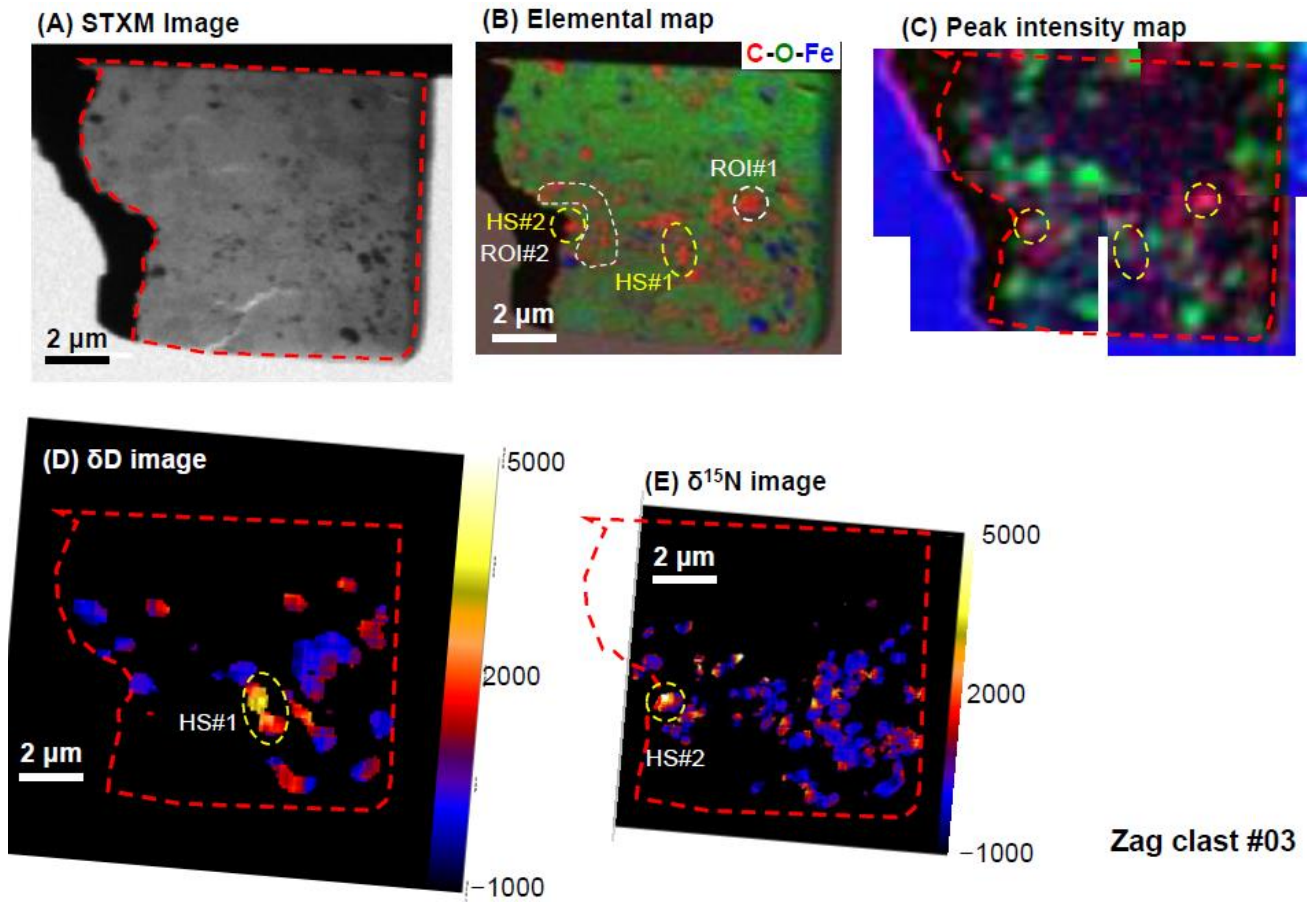 (A) STXM Image
2 µm
(B) Elemental map
C-O-Fe
ROI#1
HS#2
ROI#2
HS#1
2 µm
(C) Peak intensity map
(D) δD image
5000
2000
−1000
HS#1
2 µm
(E) δ¹⁵N image
5000
2000
−1000
2 µm
HS#2
Zag clast #03